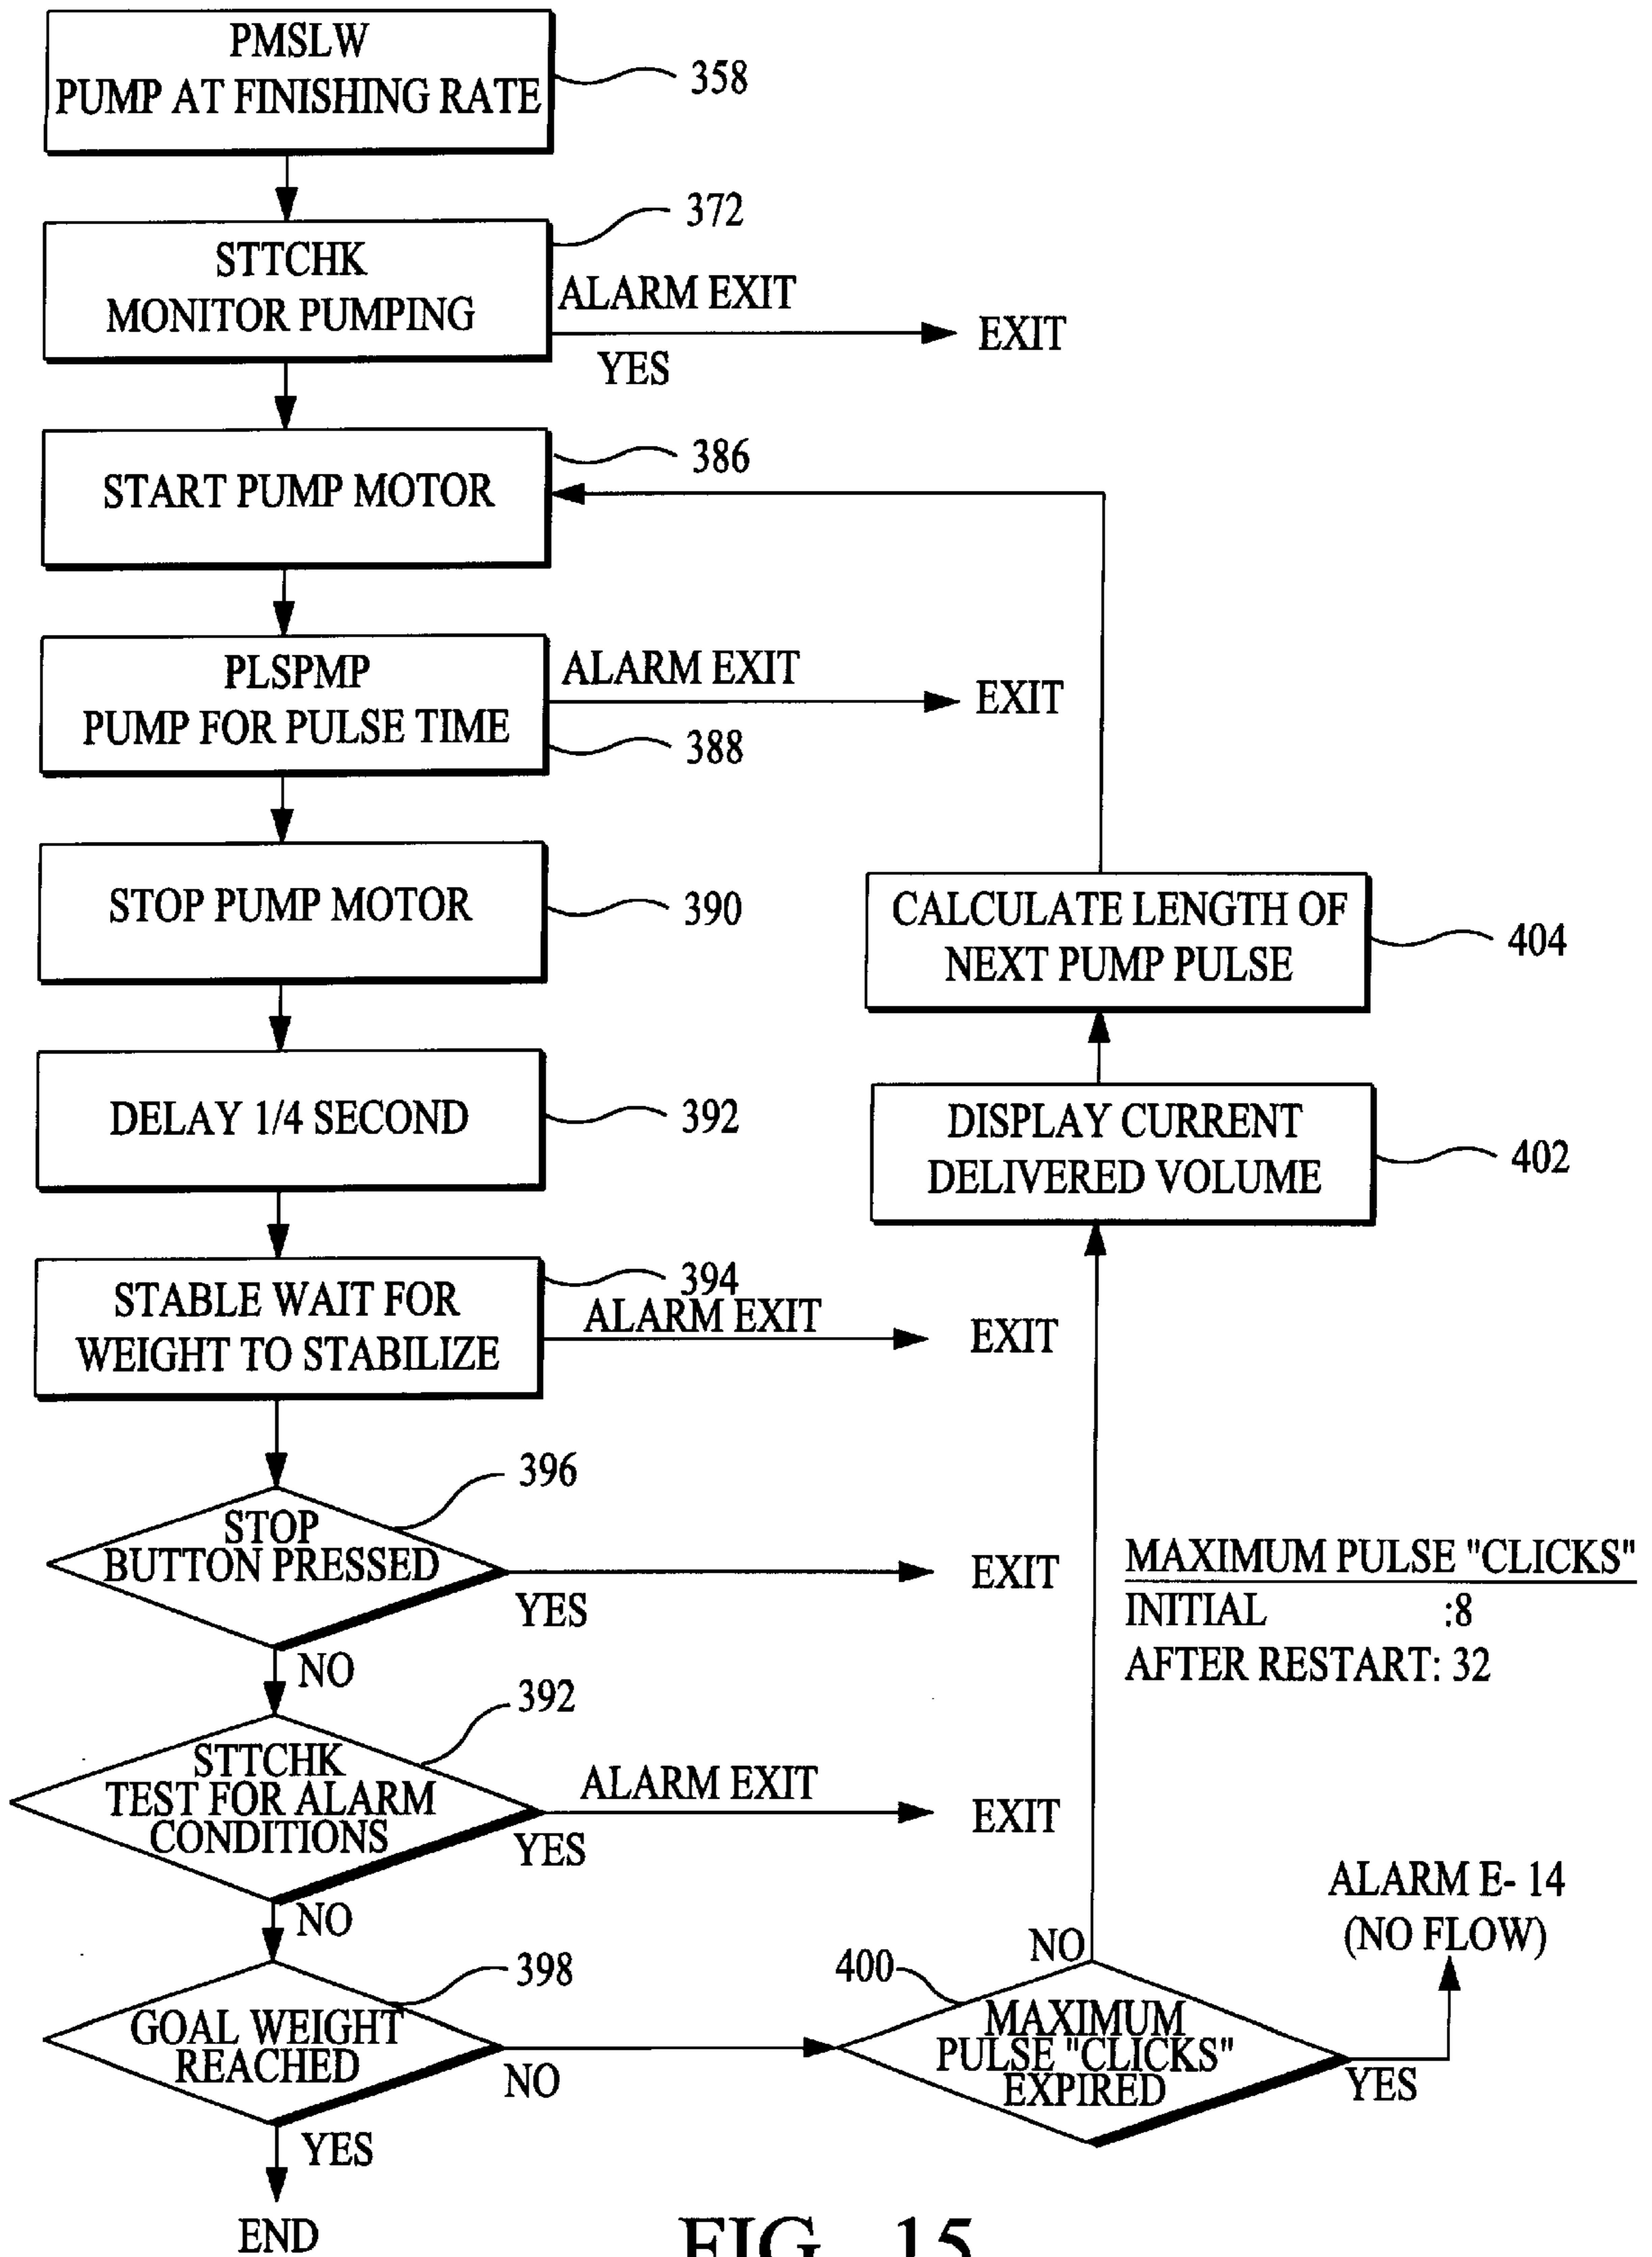 PMSLW
PUMP AT FINISHING RATE
358
372
STTCHK
MONITOR PUMPING
ALARM EXIT
YES
EXIT
START PUMP MOTOR
386
PLSPMP
PUMP FOR PULSE TIME
ALARM EXIT
EXIT
388
STOP PUMP MOTOR
390
DELAY 1/4 SECOND
392
STABLE WAIT FOR
WEIGHT TO STABILIZE
394
ALARM EXIT
EXIT
396
STOP
BUTTON PRESSED
YES
EXIT
NO
392
STTCHK
TEST FOR ALARM
CONDITIONS
ALARM EXIT
YES
EXIT
NO
398
GOAL WEIGHT
REACHED
NO
YES
END
400
MAXIMUM
PULSE "CLICKS"
EXPIRED
NO
YES
ALARM E- 14
(NO FLOW)
MAXIMUM PULSE "CLICKS"
INITIAL :8
AFTER RESTART: 32
DISPLAY CURRENT
DELIVERED VOLUME
402
CALCULATE LENGTH OF
NEXT PUMP PULSE
404
FIG. 15